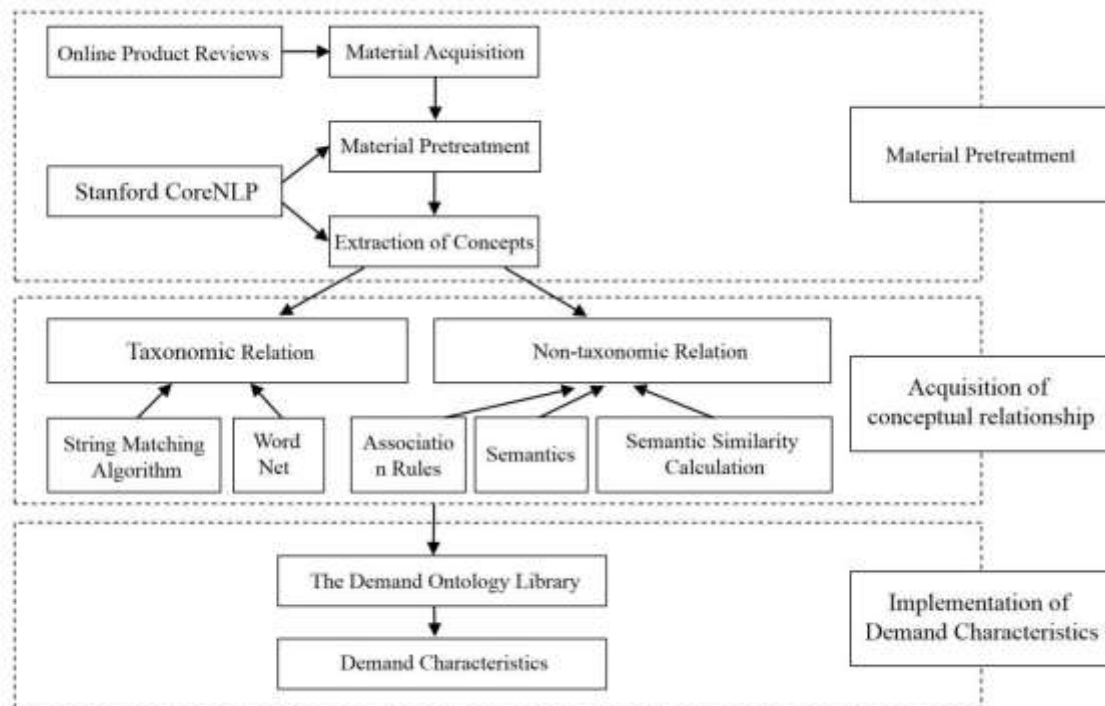 Online Product Reviews
Material Acquisition
Material Pretreatment
Stanford CoreNLP
Extraction of Concepts
Material Pretreatment
Taxonomic Relation
Non-taxonomic Relation
String Matching
Algorithm
Word
Net
Associatio
n Rules
Semantics
Semantic Similarity
Calculation
Acquisition of
conceptual relationship
The Demand Ontology Library
Demand Characteristics
Implementation of
Demand Characteristics